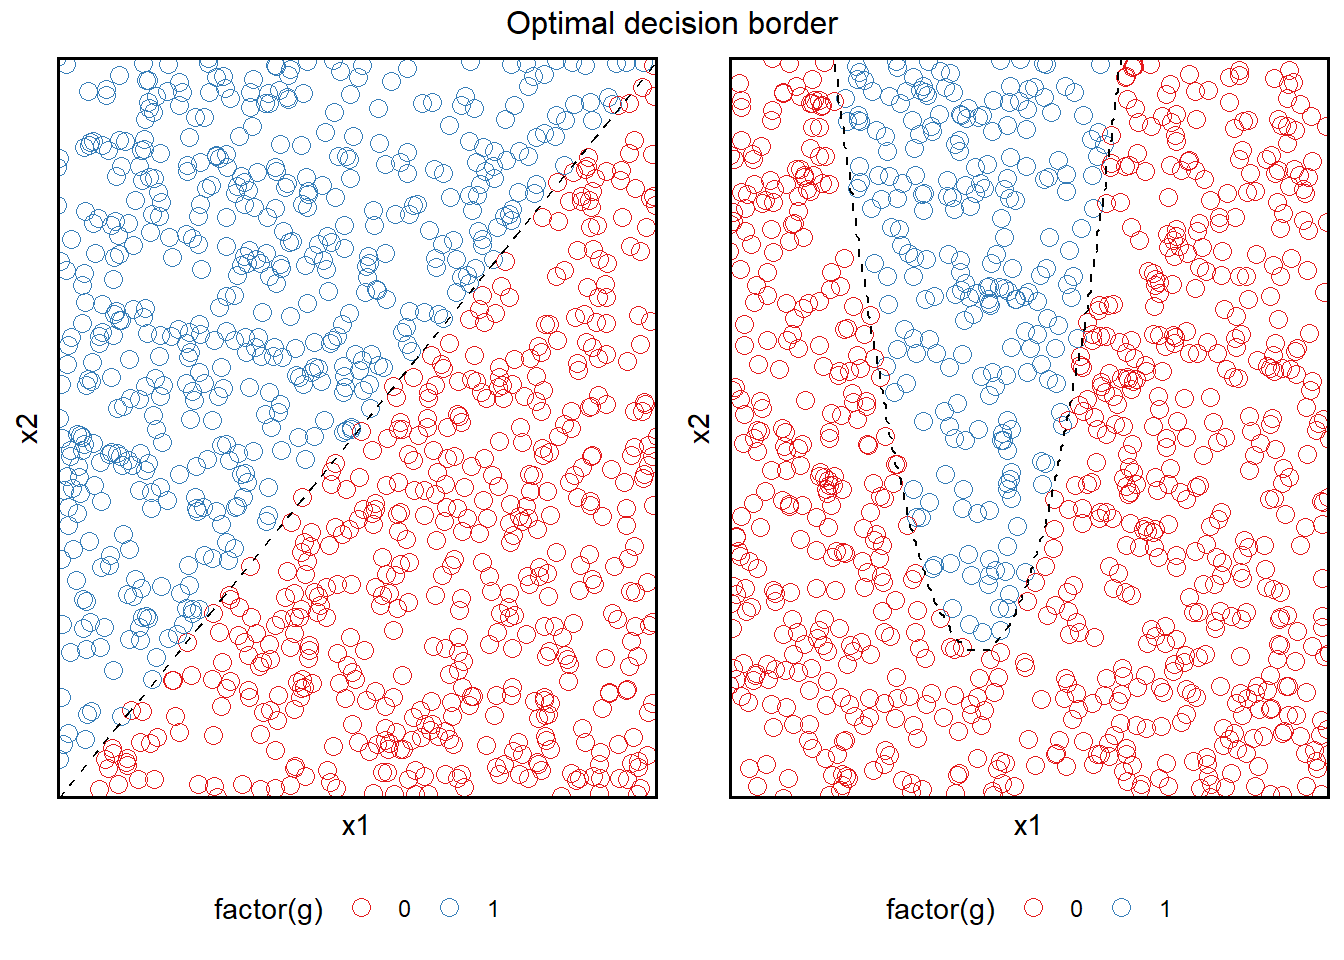 Optimal decision border
x2
x1
factor(g) 0 1
x2
x1
factor(g) 0 1